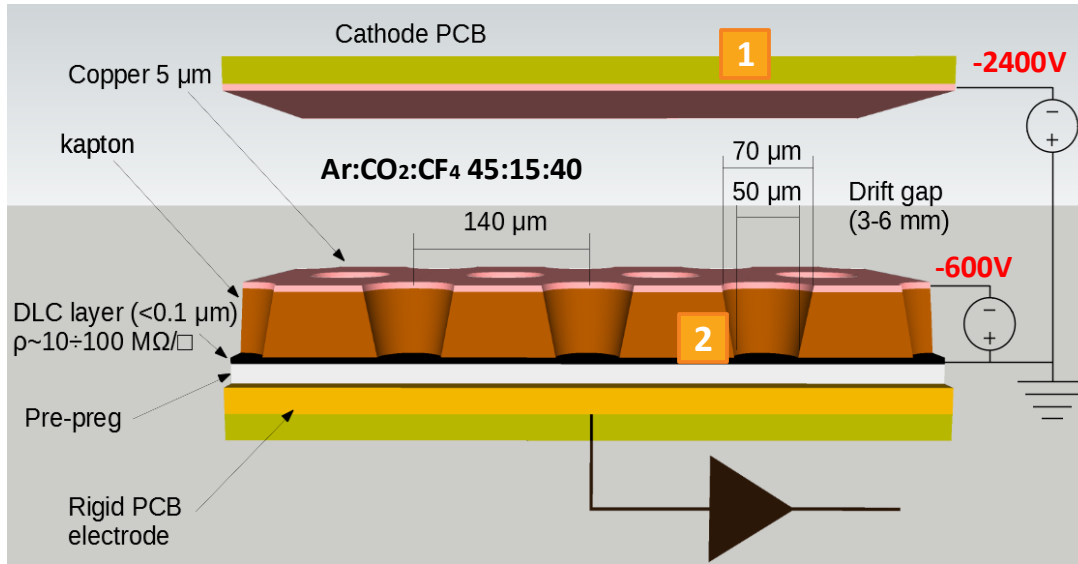 Cathode PCB
1
-2400V
Copper 5 µm
kapton
Ar:CO₂:CF₄ 45:15:40
70 µm
50 µm
Drift gap
(3-6 mm)
140 µm
-600V
DLC layer (<0.1 µm)
ρ~10÷100 MΩ/□
2
Pre-preg
Rigid PCB
electrode